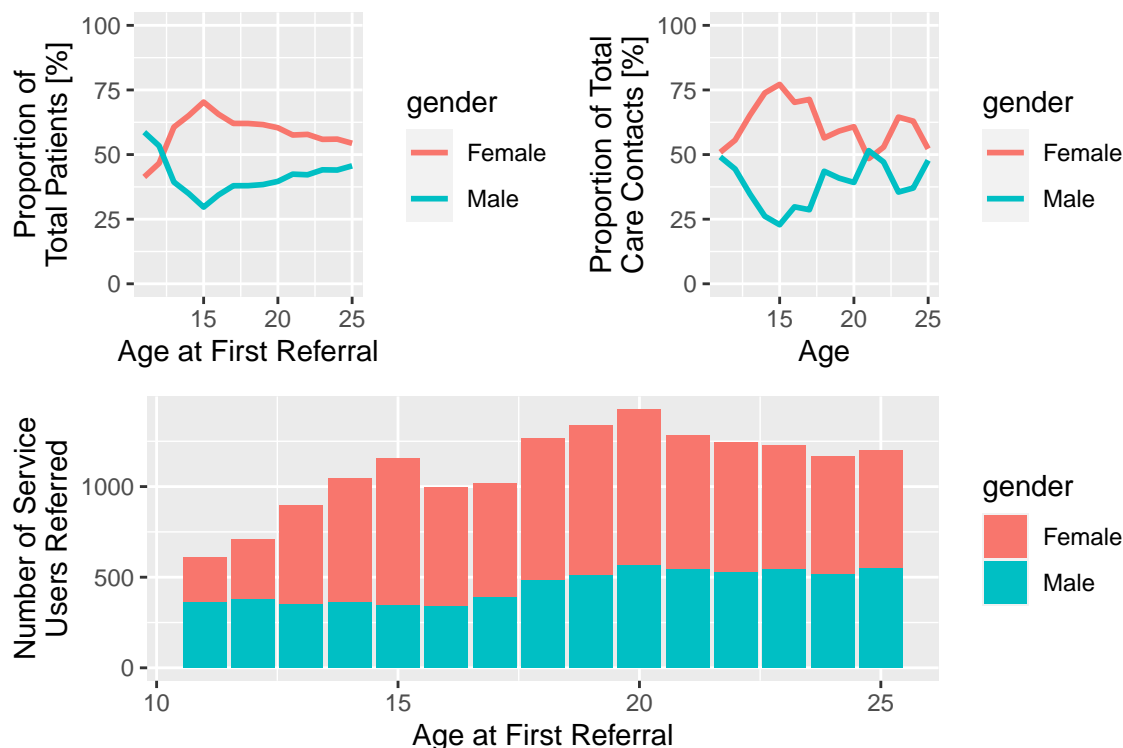 Proportion of
Total Patients [%]
100
75
50
25
0
15
20
25
Age at First Referral
gender
Female
Male
Proportion of Total
Care Contacts [%]
100
75
50
25
0
15
20
25
Age
gender
Female
Male
Number of Service
Users Referred
1000
500
0
10
15
20
25
Age at First Referral
gender
Female
Male